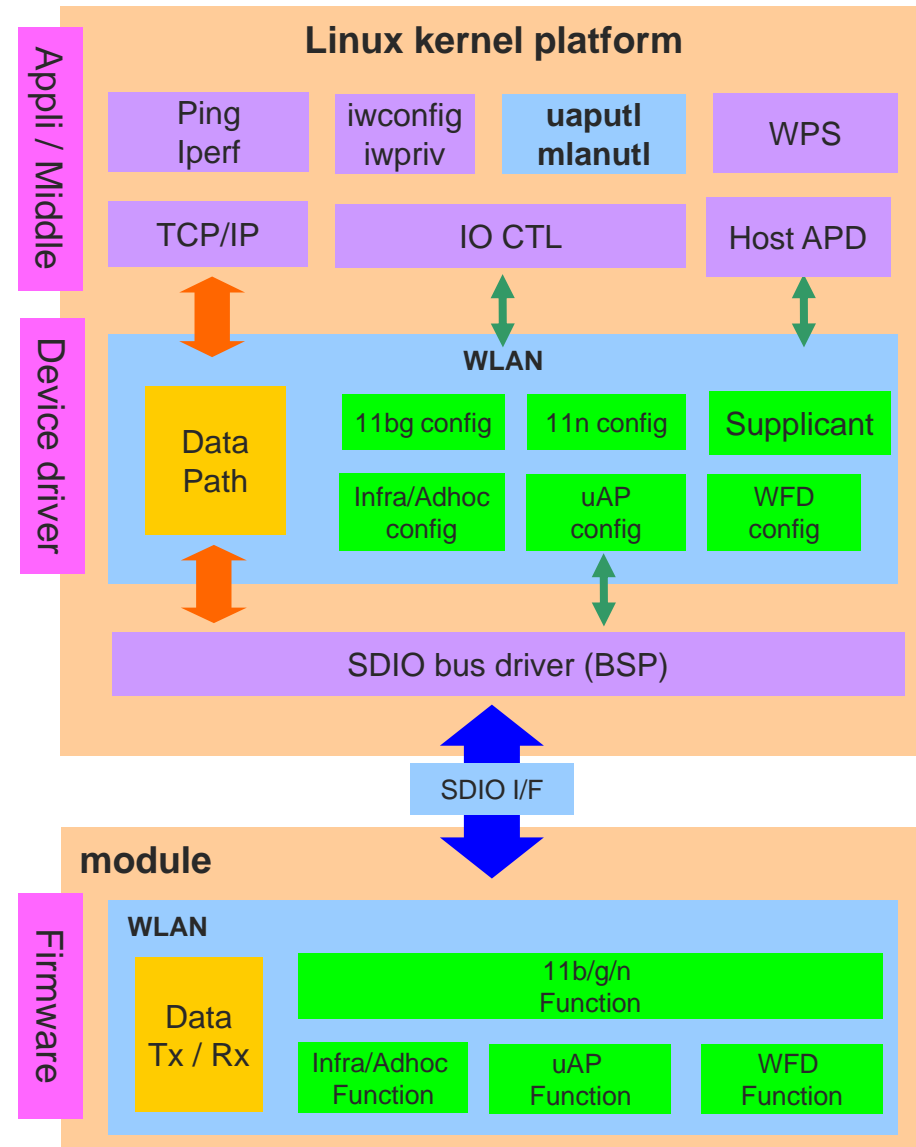 Linux kernel platform
Appli / Middle
Ping
Iperf
iwconfig
iwpriv
uaputl
mlanutl
WPS
TCP/IP
IO CTL
Host APD
Device driver
WLAN
Data
Path
11bg config
11n config
Supplicant
Infra/Adhoc
config
uAP
config
WFD
config
SDIO bus driver (BSP)
SDIO I/F
module
Firmware
WLAN
Data
Tx / Rx
11b/g/n
Function
Infra/Adhoc
Function
uAP
Function
WFD
Function